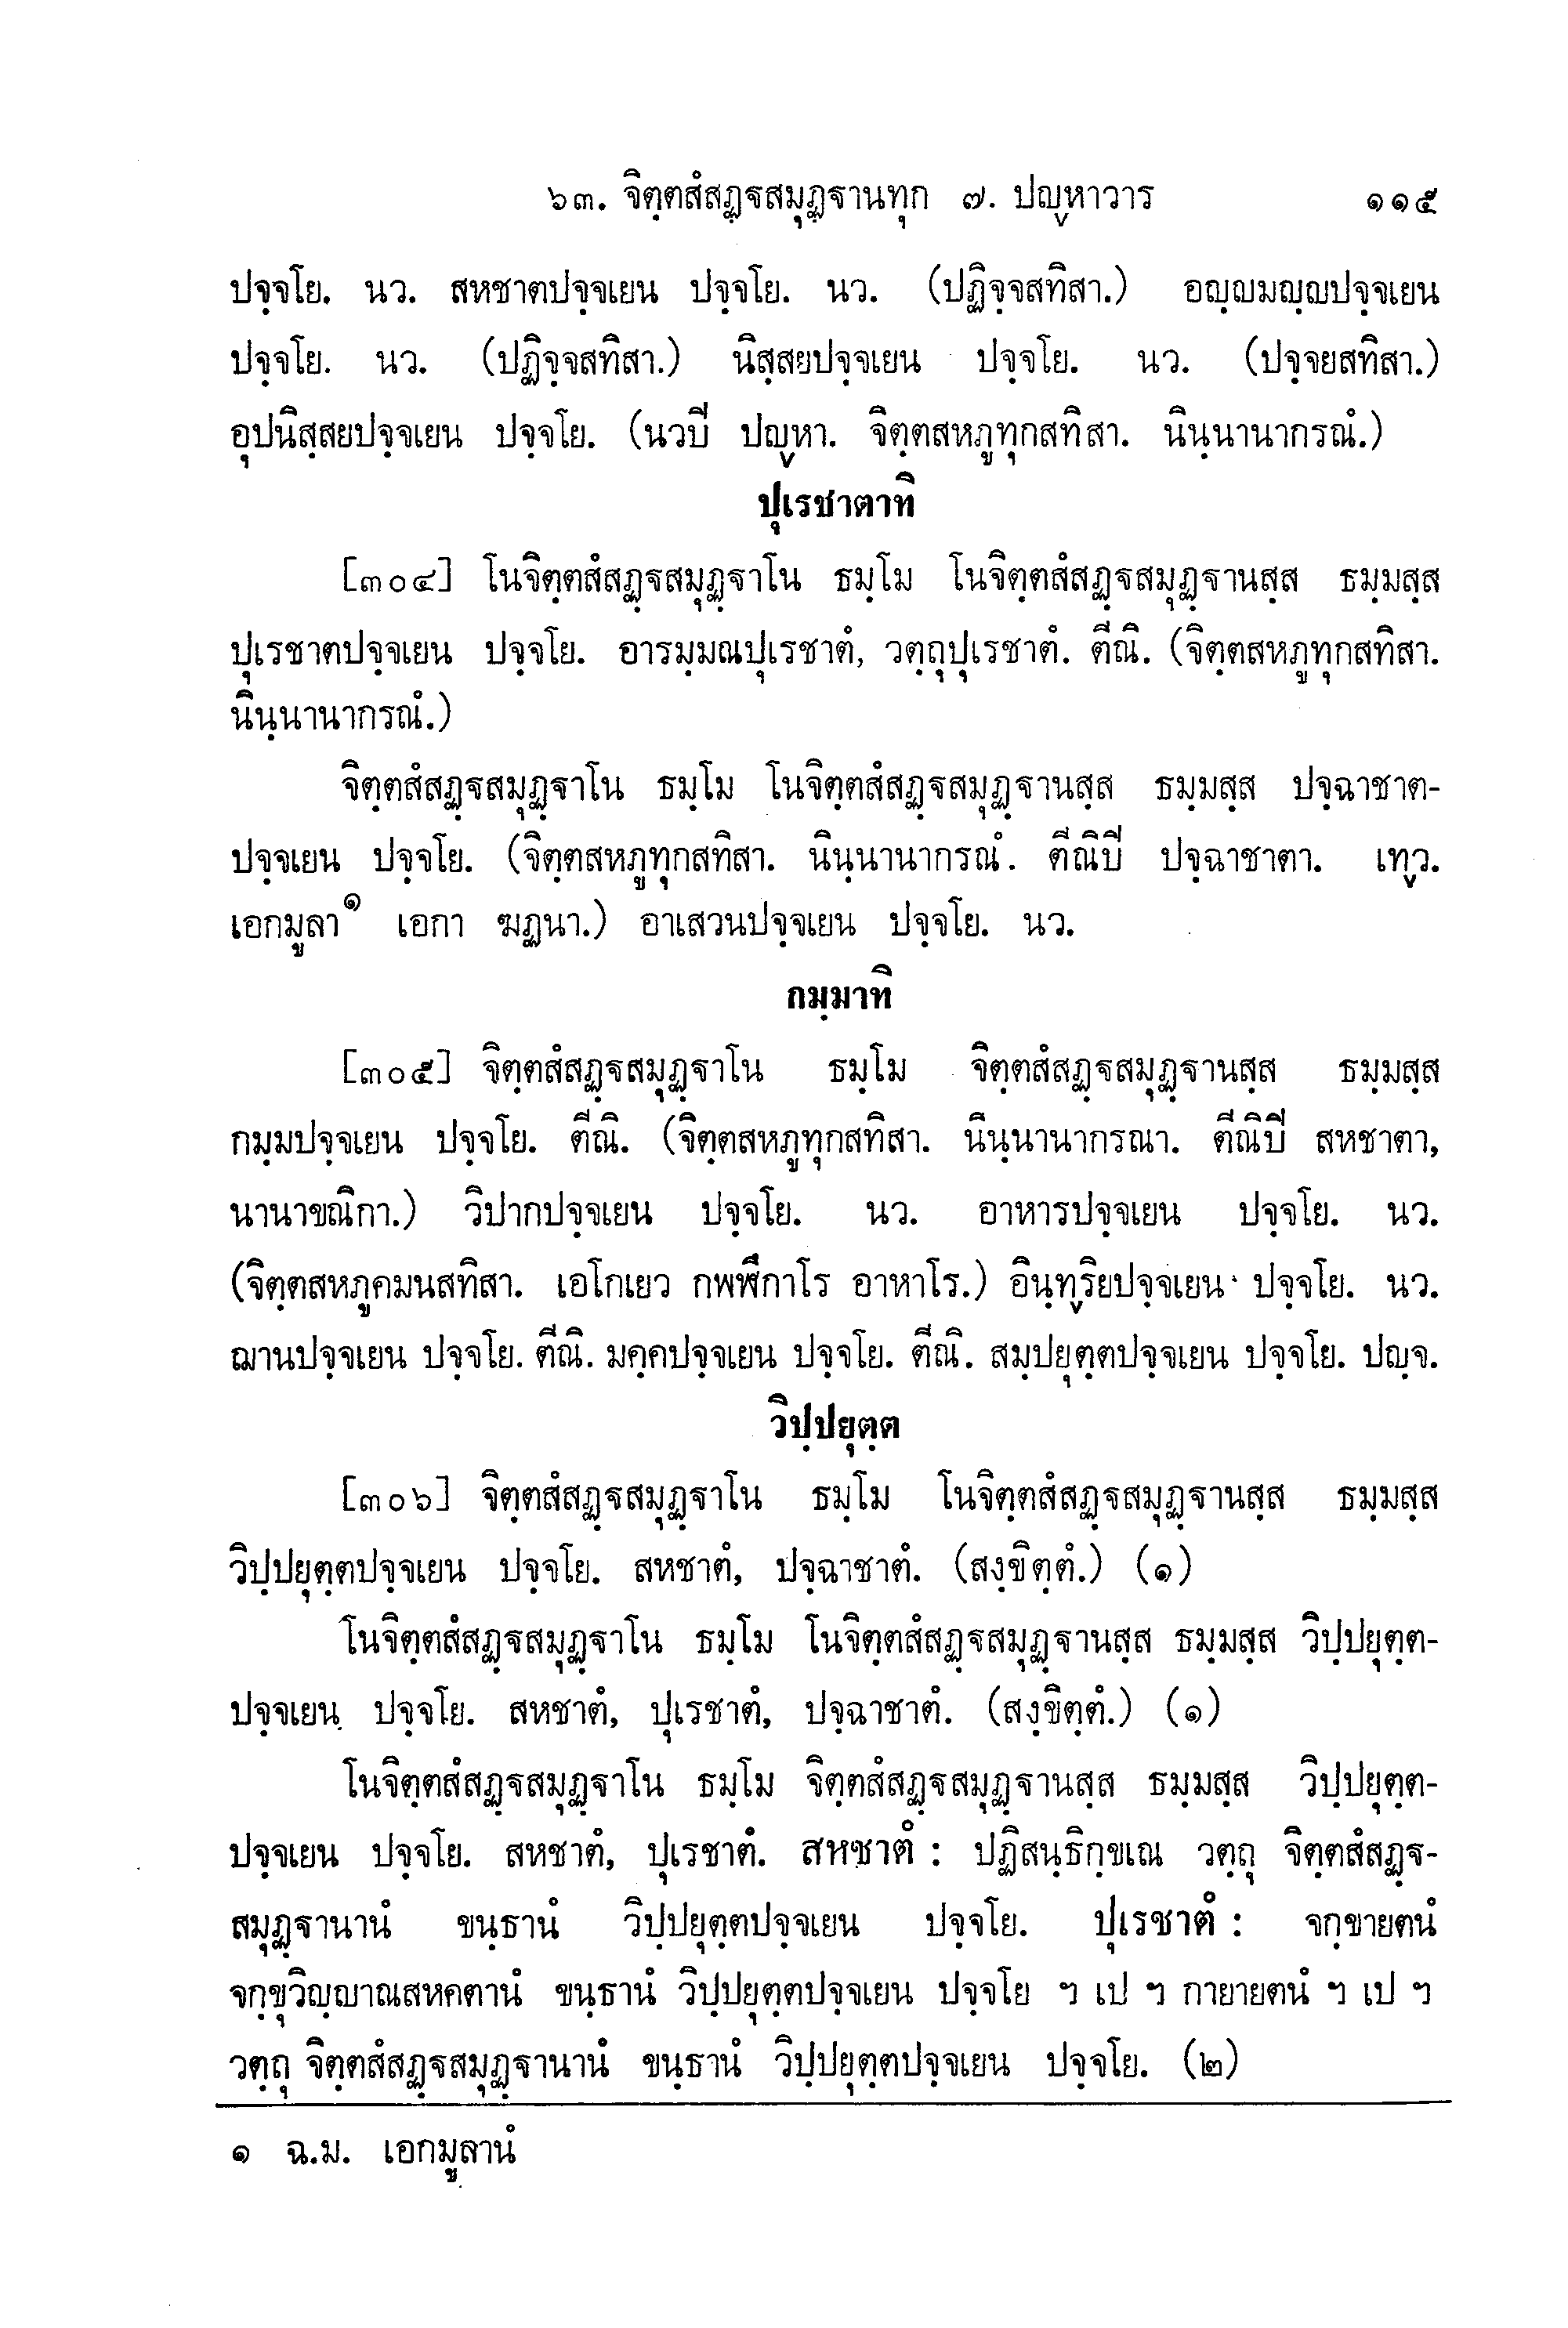 ๖๓. จิตฺตสํสฏฺฐสมุฏฺฐานทุก ๗. ปญฺหาวาร ๑๑๕
ปจฺจโย. นว. สหชาตปจฺจเยน ปจฺจโย. นว. (ปฏิจฺจสทิสา.) อญฺญมญฺญปจฺจเยน
ปจฺจโย. นว. (ปฏิจฺจสทิสา.) นิสฺสยปจฺจเยน ปจฺจโย. นว. (ปจฺจยสทิสา.)
อุปนิสฺสยปจฺจเยน ปจฺจโย. (นวปี ปญฺหา. จิตฺตสหภูทุกสทิสา. นินฺนานากรณํ.)
ปุเรชาตาทิ
[๓๐๔] โนจิตฺตสํสฏฺฐสมุฏฺฐาโน ธมฺโม โนจิตฺตสํสฏฺฐสมุฏฺฐานสฺส ธมฺมสฺส
ปุเรชาตปจฺจเยน ปจฺจโย. อารมฺมณปุเรชาตํ, วตฺถุปุเรชาตํ. ตีณิ. (จิตฺตสหภูทุกสทิสา.
นินฺนานากรณํ.)
จิตฺตสํสฏฺฐสมุฏฺฐาโน ธมฺโม โนจิตฺตสํสฏฺฐสมุฏฺฐานสฺส ธมฺมสฺส ปจฺฉาชาต-
ปจฺจเยน ปจฺจโย. (จิตฺตสหภูทุกสทิสา. นินฺนานากรณํ. ตีณิปี ปจฺฉาชาตา. เทฺว.
เอกมูลา๑ เอกา ฆฏนา.) อาเสวนปจฺจเยน ปจฺจโย. นว.
กมฺมาทิ
[๓๐๕] จิตฺตสํสฏฺฐสมุฏฺฐาโน ธมฺโม จิตฺตสํสฏฺฐสมุฏฺฐานสฺส ธมฺมสฺส
กมฺมปจฺจเยน ปจฺจโย. ตีณิ. (จิตฺตสหภูทุกสทิสา. นินฺนานากรณา. ตีณิปี สหชาตา,
นานาขณิกา.) วิปากปจฺจเยน ปจฺจโย. นว. อาหารปจฺจเยน ปจฺจโย. นว.
(จิตฺตสหภูคมนสทิสา. เอโกเยว กพฬีกาโร อาหาโร.) อินฺทฺริยปจฺจเยน ปจฺจโย. นว.
ฌานปจฺจเยน ปจฺจโย. ตีณิ. มคฺคปจฺจเยน ปจฺจโย. ตีณิ. สมฺปยุตฺตปจฺจเยน ปจฺจโย. ปญฺจ.
วิปฺปยุตฺต
[๓๐๖] จิตฺตสํสฏฺฐสมุฏฺฐาโน ธมฺโม โนจิตฺตสํสฏฺฐสมุฏฺฐานสฺส ธมฺมสฺส
วิปฺปยุตฺตปจฺจเยน ปจฺจโย. สหชาตํ, ปจฺฉาชาตํ. (สงฺขิตฺตํ.) (๑)
โนจิตฺตสํสฏฺฐสมุฏฺฐาโน ธมฺโม โนจิตฺตสํสฏฺฐสมุฏฺฐานสฺส ธมฺมสฺส วิปฺปยุตฺต-
ปจฺจเยน ปจฺจโย. สหชาตํ, ปุเรชาตํ, ปจฺฉาชาตํ. (สงฺขิตฺตํ.) (๑)
โนจิตฺตสํสฏฺฐสมุฏฺฐาโน ธมฺโม จิตฺตสํสฏฺฐสมุฏฺฐานสฺส ธมฺมสฺส วิปฺปยุตฺต-
ปจฺจเยน ปจฺจโย. สหชาตํ, ปุเรชาตํ. สหชาตํ : ปฏิสนฺธิกฺขเณ วตฺถุ จิตฺตสํสฏฺฐ-
สมุฏฺฐานานํ ขนฺธานํ วิปฺปยุตฺตปจฺจเยน ปจฺจโย. ปุเรชาตํ : จกฺขายตนํ
จกฺขุวิญฺญาณสหคตานํ ขนฺธานํ วิปฺปยุตฺตปจฺจเยน ปจฺจโย ฯ เป ฯ กายายตนํ ฯ เป ฯ
วตฺถุ จิตฺตสํสฏฺฐสมุฏฺฐานานํ ขนฺธานํ วิปฺปยุตฺตปจฺจเยน ปจฺจโย. (๒)
๑ ฉ.ม. เอกมูลานํ